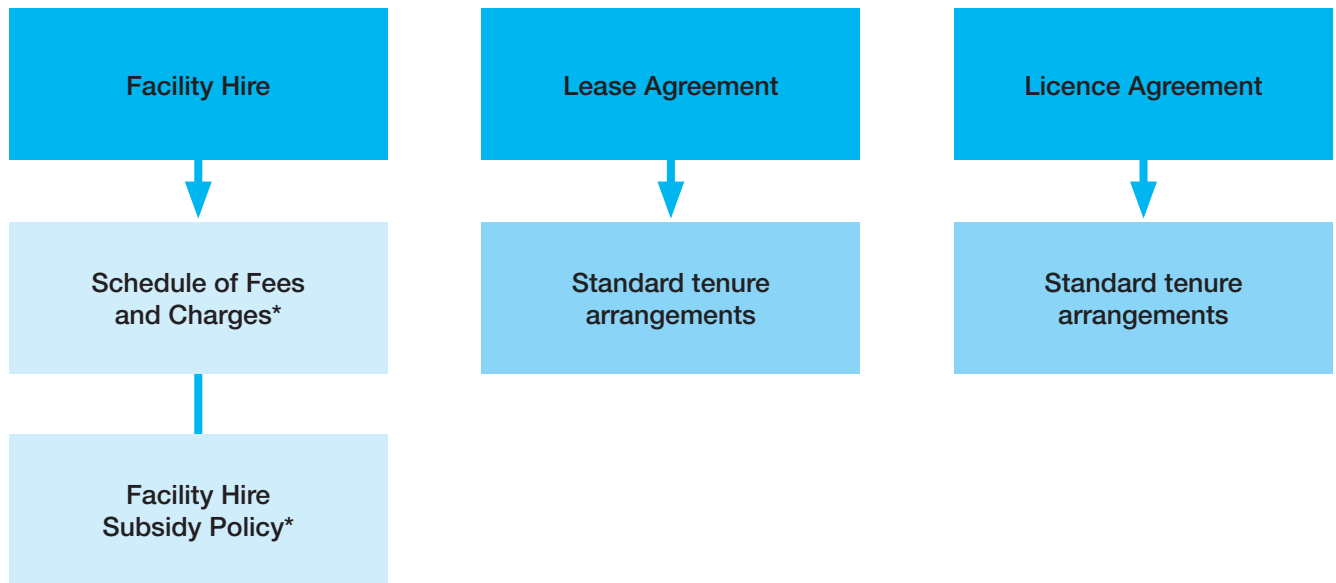 Facility Hire
Lease Agreement
Licence Agreement
Schedule of Fees
and Charges*
Standard tenure
arrangements
Standard tenure
arrangements
Facility Hire
Subsidy Policy*